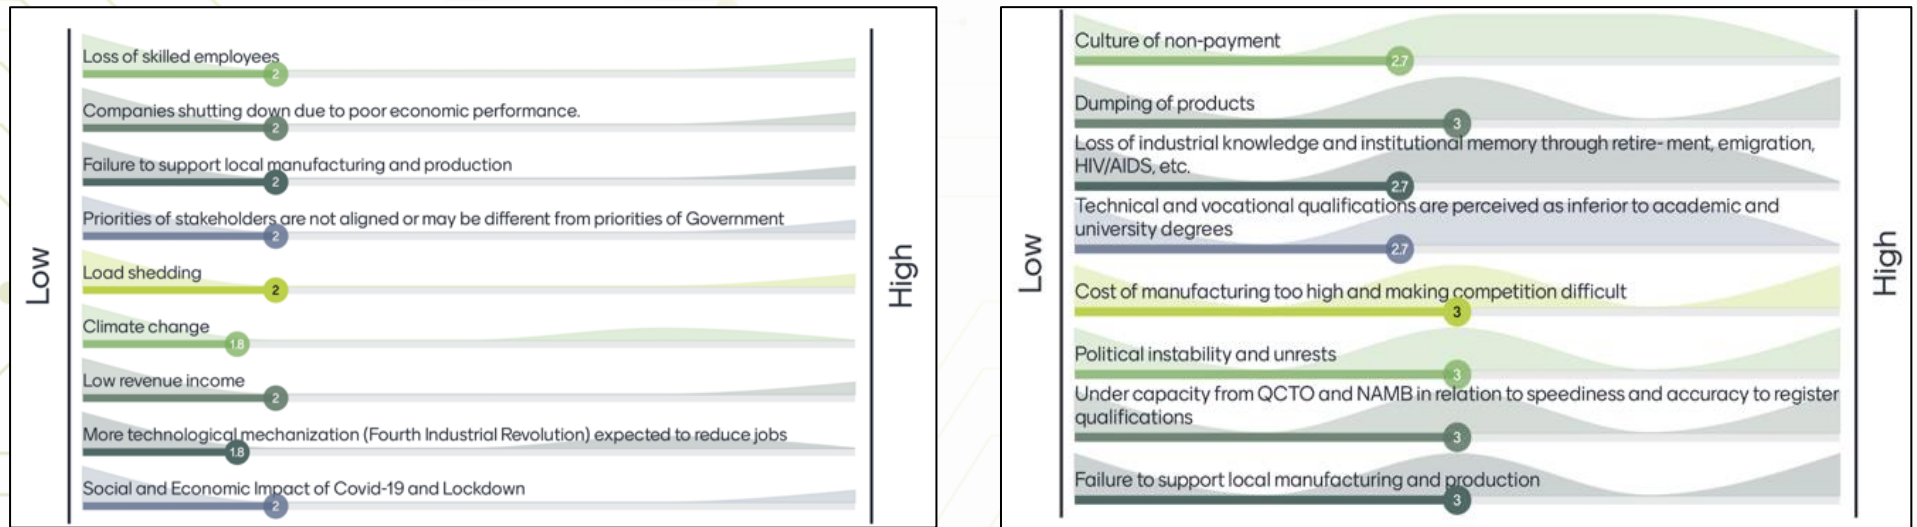 Low
Loss of skilled employees
2
Companies shutting down due to poor economic performance.
2
Failure to support local manufacturing and production
2
Priorities of stakeholders are not aligned or may be different from priorities of Government
2
Load shedding
2
Climate change
1.8
Low revenue income
2
More technological mechanization (Fourth Industrial Revolution) expected to reduce jobs
1.8
Social and Economic Impact of Covid-19 and Lockdown
2
High
Low
Culture of non-payment
2.7
Dumping of products
3
Loss of industrial knowledge and institutional memory through retire- ment, emigration,
HIV/AIDS, etc.
2.7
Technical and vocational qualifications are perceived as inferior to academic and
university degrees
2.7
Cost of manufacturing too high and making competition difficult
3
Political instability and unrests
3
Under capacity from QCTO and NAMB in relation to speediness and accuracy to register
qualifications
3
Failure to support local manufacturing and production
3
High